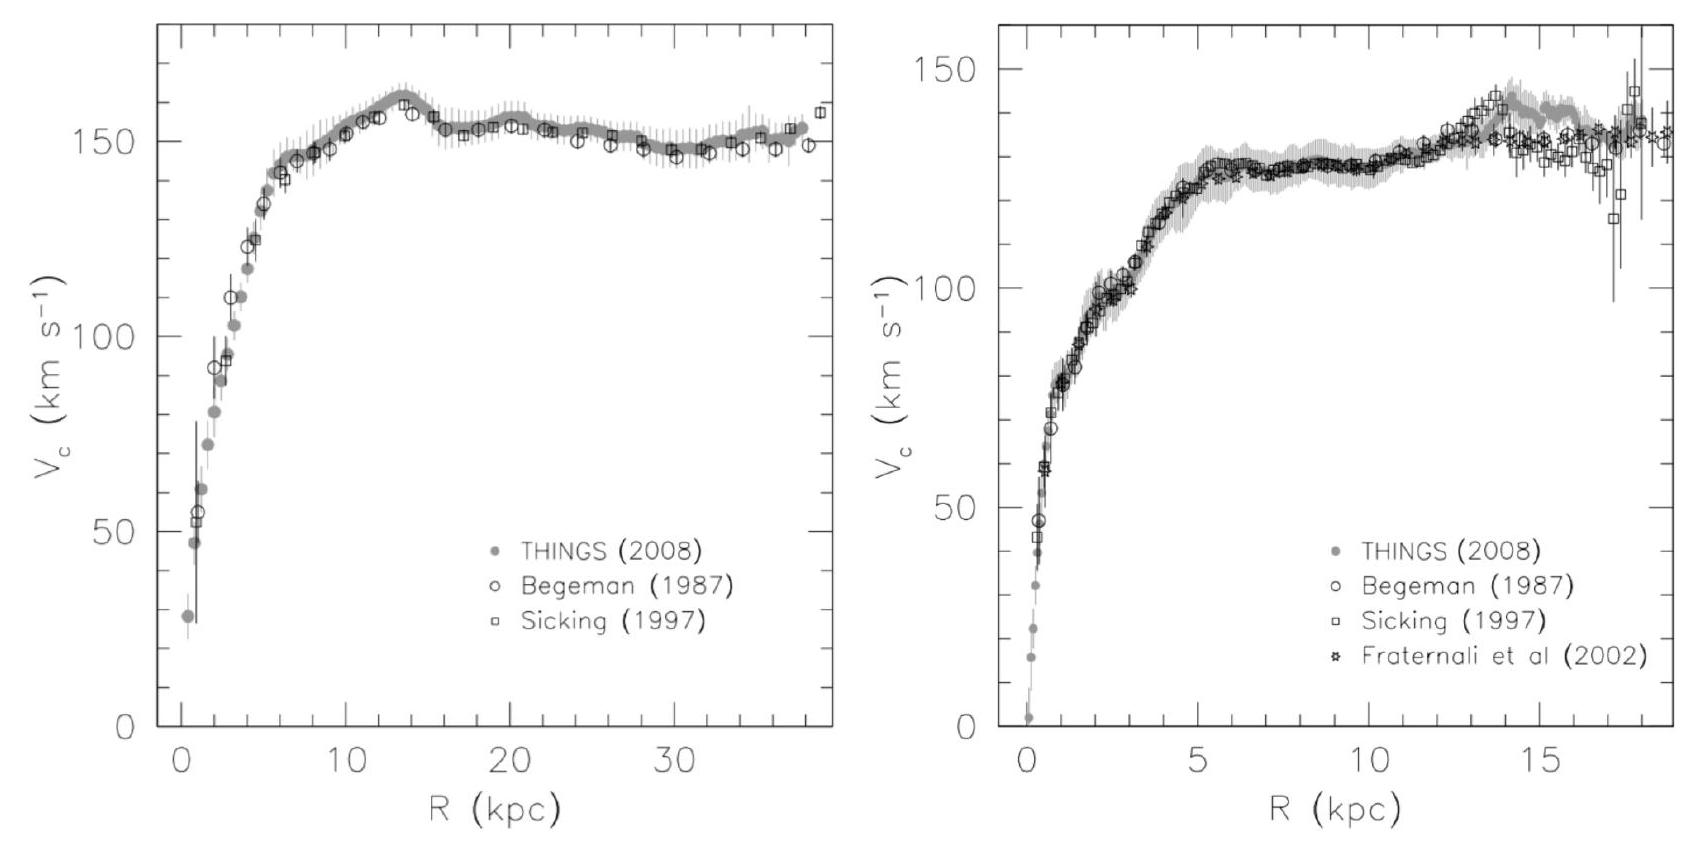 150
100
50
0
V_c (km s⁻¹)
0 10 20 30
R (kpc)
THINGS (2008)
Begeman (1987)
Sicking (1997)
150
100
50
0
V_c (km s⁻¹)
0 5 10 15
R (kpc)
THINGS (2008)
Begeman (1987)
Sicking (1997)
Fraternali et al (2002)